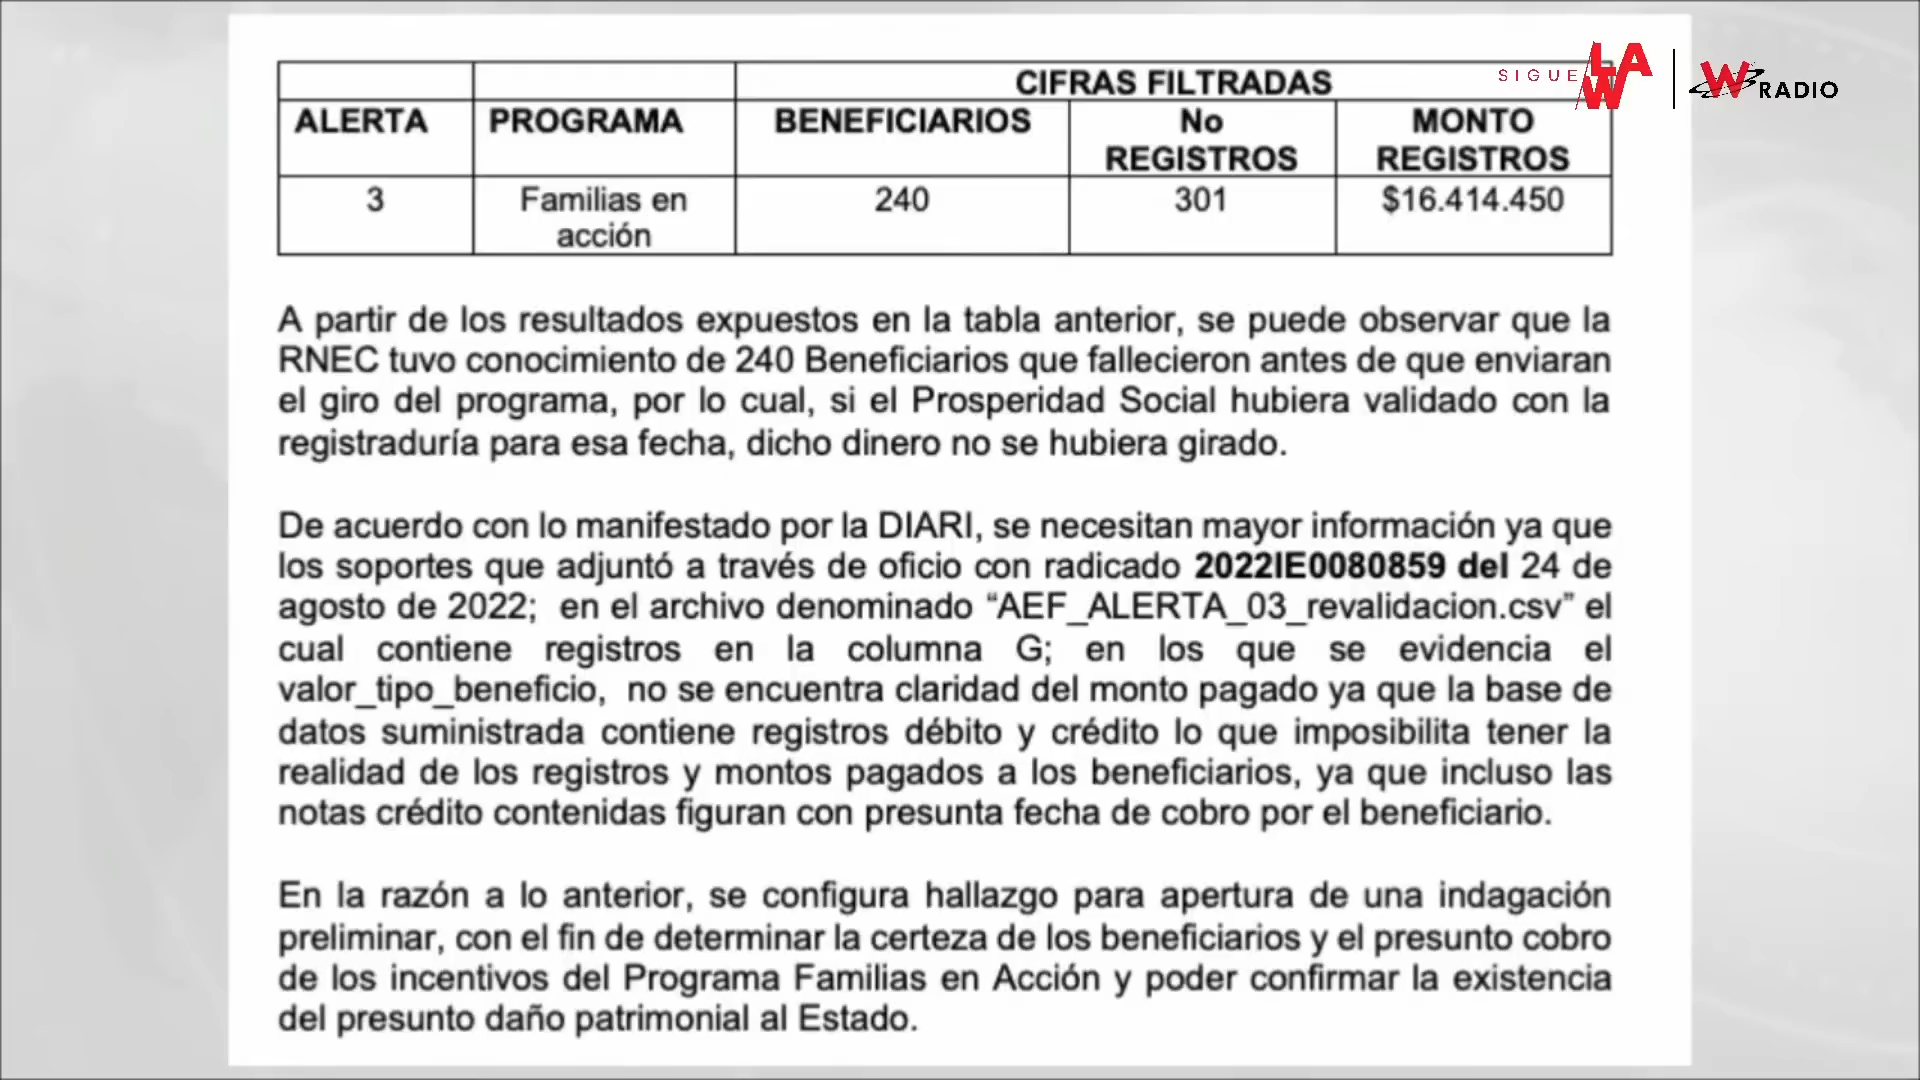 SIGUE LA W
W RADIO
CIFRAS FILTRADAS
ALERTA PROGRAMA BENEFICIARIOS No REGISTROS MONTO REGISTROS
3 Familias en acción 240 301 $16.414.450
A partir de los resultados expuestos en la tabla anterior, se puede observar que la
RNEC tuvo conocimiento de 240 Beneficiarios que fallecieron antes de que enviaran
el giro del programa, por lo cual, si el Prosperidad Social hubiera validado con la
registraduría para esa fecha, dicho dinero no se hubiera girado.
De acuerdo con lo manifestado por la DIARI, se necesitan mayor información ya que
los soportes que adjuntó a través de oficio con radicado 2022IE0080859 del 24 de
agosto de 2022; en el archivo denominado “AEF_ALERTA_03_revalidacion.csv” el
cual contiene registros en la columna G; en los que se evidencia el
valor_tipo_beneficio, no se encuentra claridad del monto pagado ya que la base de
datos suministrada contiene registros débito y crédito lo que imposibilita tener la
realidad de los registros y montos pagados a los beneficiarios, ya que incluso las
notas crédito contenidas figuran con presunta fecha de cobro por el beneficiario.
En la razón a lo anterior, se configura hallazgo para apertura de una indagación
preliminar, con el fin de determinar la certeza de los beneficiarios y el presunto cobro
de los incentivos del Programa Familias en Acción y poder confirmar la existencia
del presunto daño patrimonial al Estado.